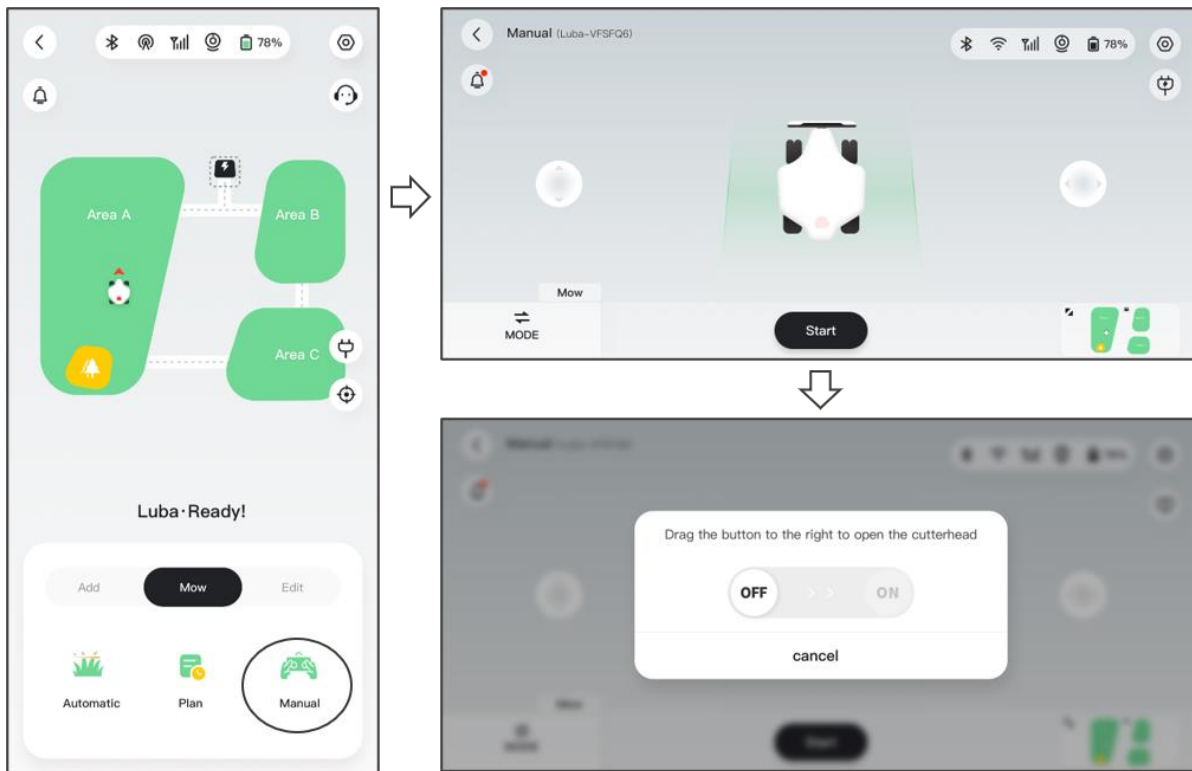 78%
Area A
Area B
Area C
Luba·Ready!
Add Mow Edit
Automatic Plan Manual
Manual (Luba-VFSFQ6)
78%
Mow
MODE
Start
Drag the button to the right to open the cutterhead
OFF ON
cancel